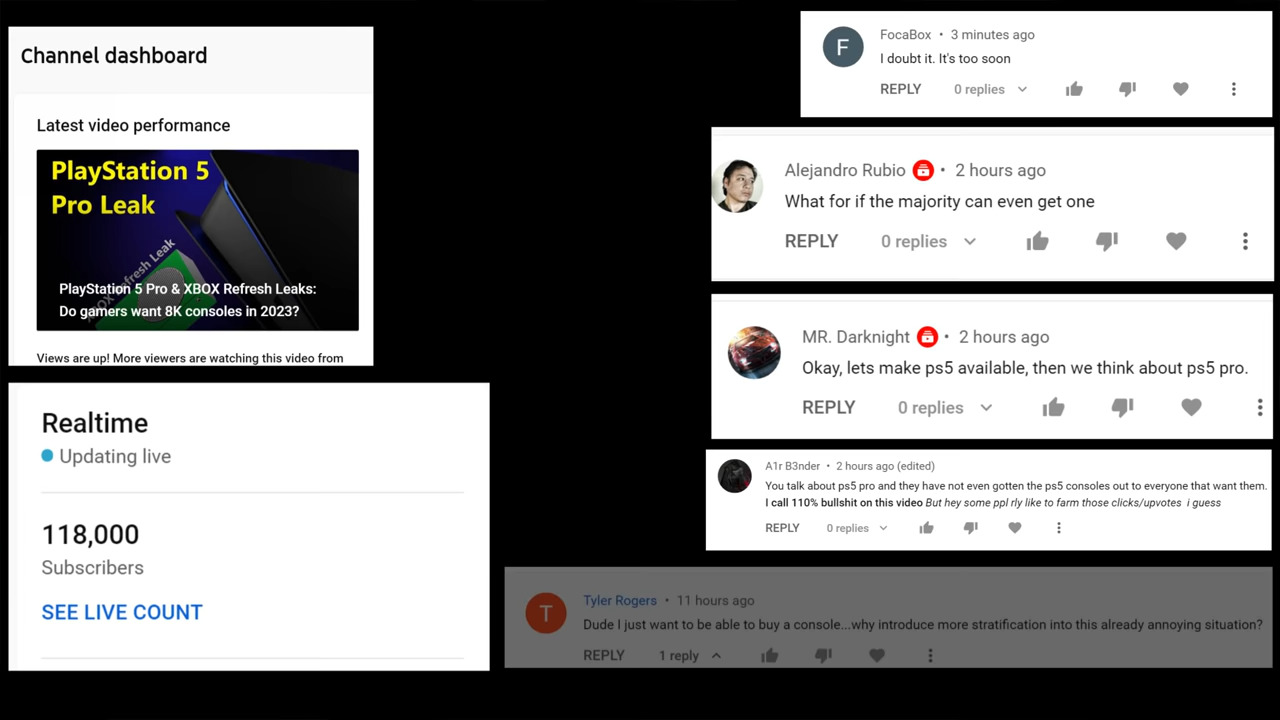 Channel dashboard
Latest video performance
PlayStation 5
Pro Leak
XBOX Refresh Leak
PlayStation 5 Pro & XBOX Refresh Leaks:
Do gamers want 8K consoles in 2023?
Views are up! More viewers are watching this video from
Realtime
Updating live
118,000
Subscribers
SEE LIVE COUNT
F
FocaBox • 3 minutes ago
I doubt it. It's too soon
REPLY 0 replies
Alejandro Rubio • 2 hours ago
What for if the majority can even get one
REPLY 0 replies
MR. Darknight • 2 hours ago
Okay, lets make ps5 available, then we think about ps5 pro.
REPLY 0 replies
A1r B3nder • 2 hours ago (edited)
You talk about ps5 pro and they have not even gotten the ps5 consoles out to everyone that want them.
I call 110% bullshit on this video But hey some ppl rly like to farm those clicks/upvotes i guess
REPLY 0 replies
T
Tyler Rogers • 11 hours ago
Dude I just want to be able to buy a console...why introduce more stratification into this already annoying situation?
REPLY 1 reply